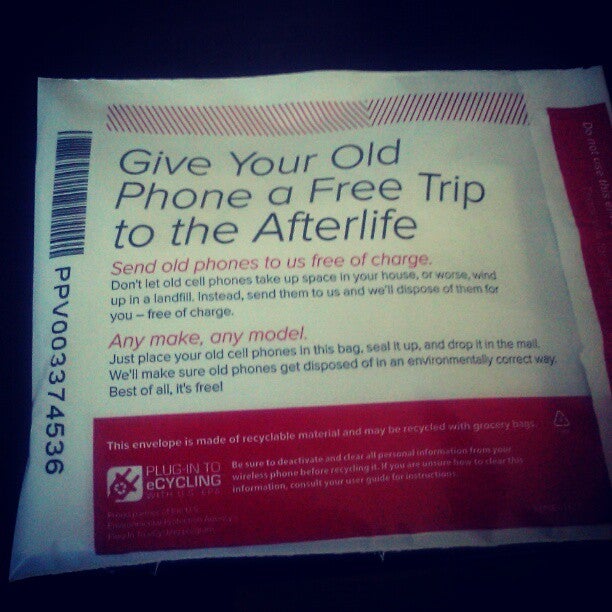 Do not use b
Give Your Old
Phone a Free Trip
to the Afterlife
Send old phones to us free of charge.
Don't let old cell phones take up space in your house, or worse, wind
up in a landfill. Instead, send them to us and we'll dispose of them for
you – free of charge.
Any make, any model.
Just place your old cell phones in this bag, seal it up, and drop it in the mail.
We'll make sure old phones get disposed of in an environmentally correct way.
Best of all, it's free!
PPV003374536
This envelope is made of recyclable material and may be recycled with grocery bags.
PLUG-IN TO
eCYCLING
WITH U.S. EPA
Be sure to deactivate and clear all personal information from your
wireless phone before recycling it. If you are unsure how to clear this
information, consult your user guide for instructions.